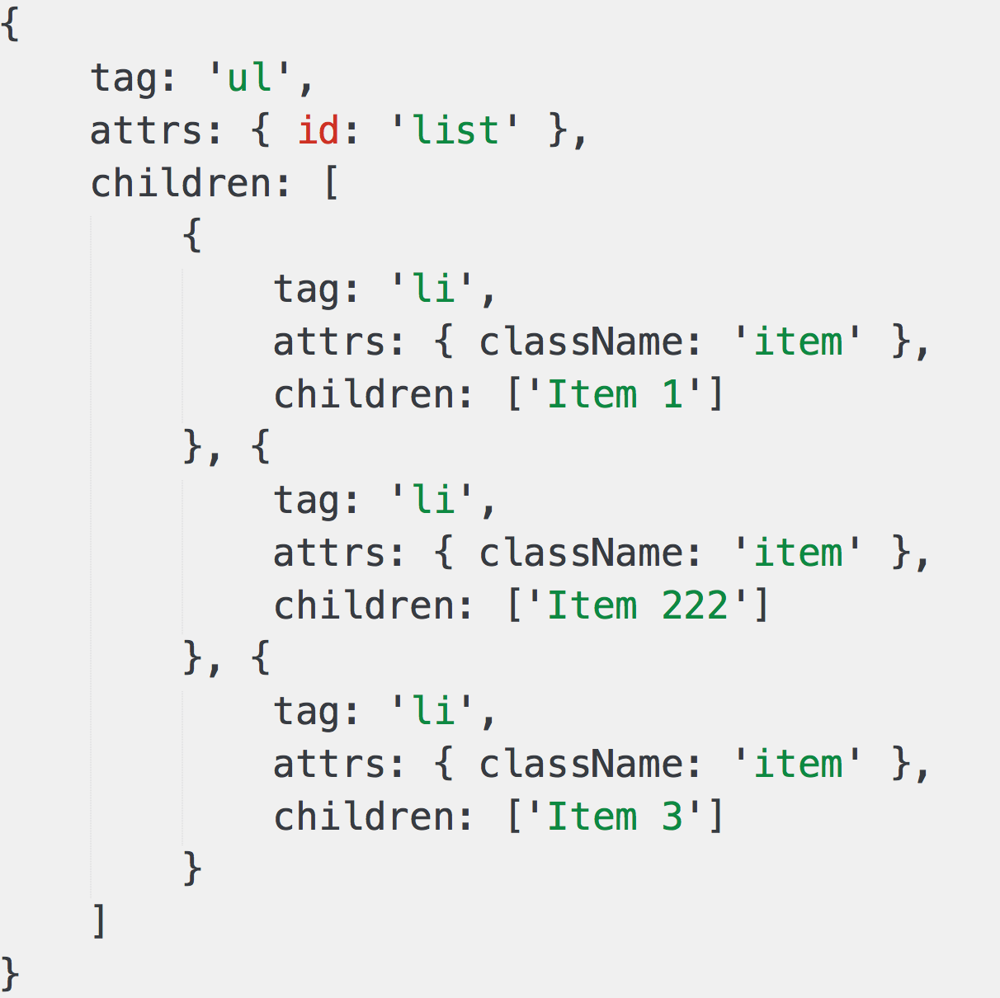 {
    tag: 'ul',
    attrs: { id: 'list' },
    children: [
        {
            tag: 'li',
            attrs: { className: 'item' },
            children: ['Item 1']
        }, {
            tag: 'li',
            attrs: { className: 'item' },
            children: ['Item 222']
        }, {
            tag: 'li',
            attrs: { className: 'item' },
            children: ['Item 3']
        }
    ]
}